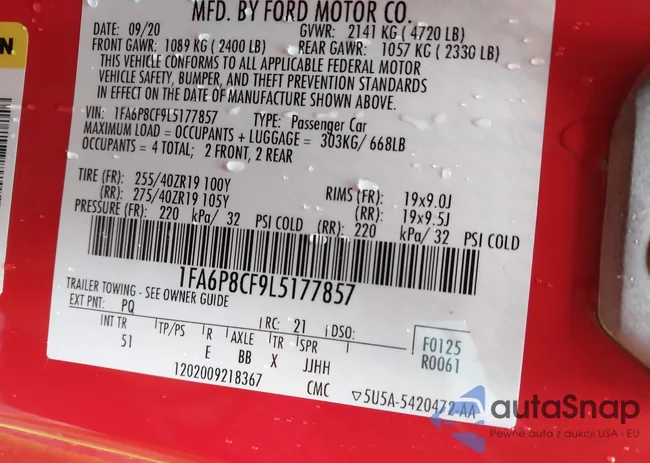 MFD. BY FORD MOTOR CO.
DATE: 09/20 GVWR: 2141 KG ( 4720 LB)
FRONT GAWR: 1089 KG ( 2400 LB) REAR GAWR: 1057 KG ( 2330 LB)
THIS VEHICLE CONFORMS TO ALL APPLICABLE FEDERAL MOTOR
VEHICLE SAFETY, BUMPER, AND THEFT PREVENTION STANDARDS
IN EFFECT ON THE DATE OF MANUFACTURE SHOWN ABOVE.
VIN: 1FA6P8CF9L5177857 TYPE: Passenger Car
MAXIMUM LOAD = OCCUPANTS + LUGGAGE = 303KG/ 668LB
OCCUPANTS = 4 TOTAL; 2 FRONT, 2 REAR
TIRE (FR): 255/40ZR19 100Y RIMS (FR): 19x9.0J
(RR): 275/40ZR19 105Y (RR): 19x9.5J
PRESSURE (FR): 220 kPa/ 32 PSI COLD (RR): 220 kPa/ 32 PSI COLD
1FA6P8CF9L5177857
TRAILER TOWING - SEE OWNER GUIDE
EXT PNT: PQ RC: 21 DSO: F0125
INT TR TP/PS R AXLE TR SPR R0061
51 E BB X JJHH
1202009218367 CMC ▽5U5A-5420472-AA
autaSnap
Pewne auta z aukcji USA · EU
N